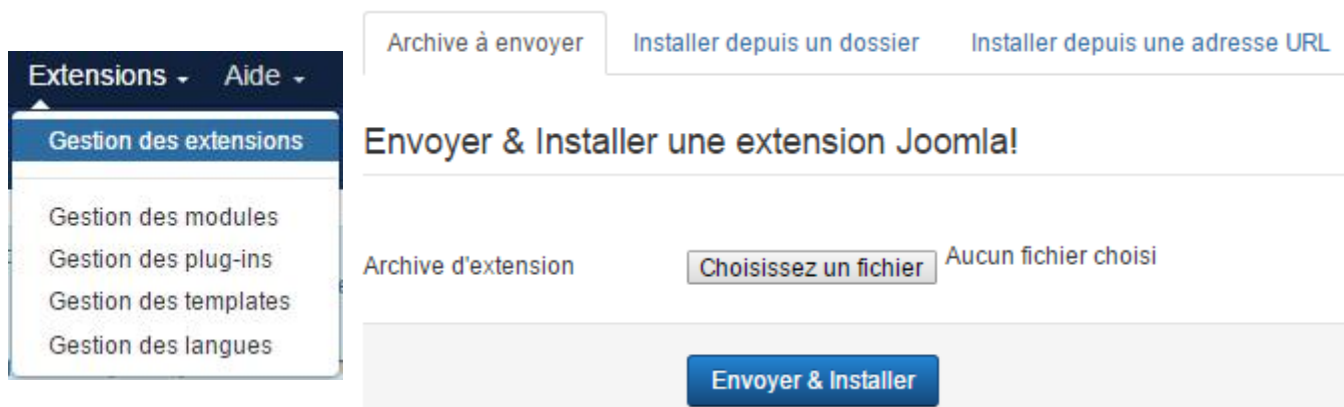 Extensions Aide
Gestion des extensions
Gestion des modules
Gestion des plug-ins
Gestion des templates
Gestion des langues
Archive à envoyer Installer depuis un dossier Installer depuis une adresse URL
Envoyer & Installer une extension Joomla!
Archive d'extension Choisissez un fichier Aucun fichier choisi
Envoyer & Installer